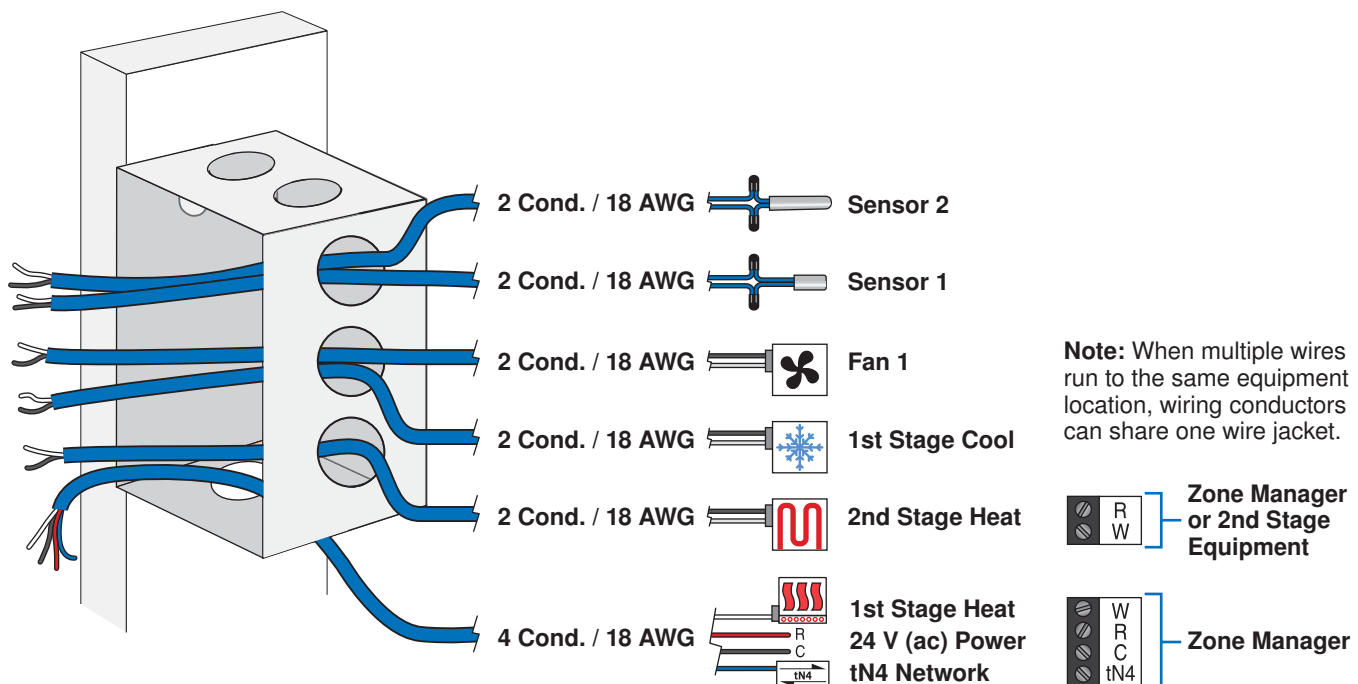 2 Cond. / 18 AWG
Sensor 2
2 Cond. / 18 AWG
Sensor 1
2 Cond. / 18 AWG
Fan 1
2 Cond. / 18 AWG
1st Stage Cool
2 Cond. / 18 AWG
2nd Stage Heat
4 Cond. / 18 AWG
1st Stage Heat
R
24 V (ac) Power
C
tN4
tN4 Network
Note: When multiple wires
run to the same equipment
location, wiring conductors
can share one wire jacket.
R
W
Zone Manager
or 2nd Stage
Equipment
W
R
C
tN4
Zone Manager